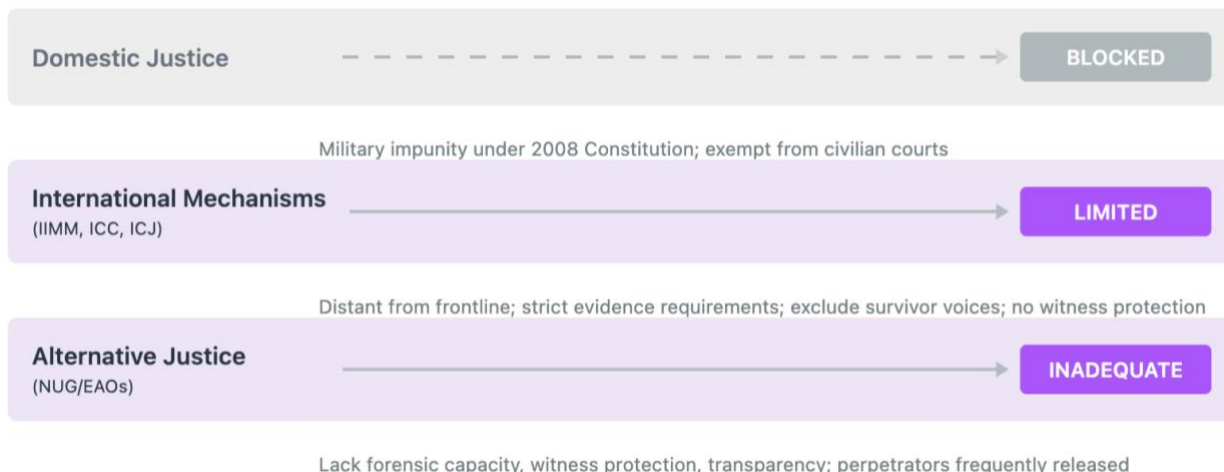 Domestic Justice
BLOCKED
Military impunity under 2008 Constitution; exempt from civilian courts
International Mechanisms
(IIMM, ICC, ICJ)
LIMITED
Distant from frontline; strict evidence requirements; exclude survivor voices; no witness protection
Alternative Justice
(NUG/EAOs)
INADEQUATE
Lack forensic capacity, witness protection, transparency; perpetrators frequently released